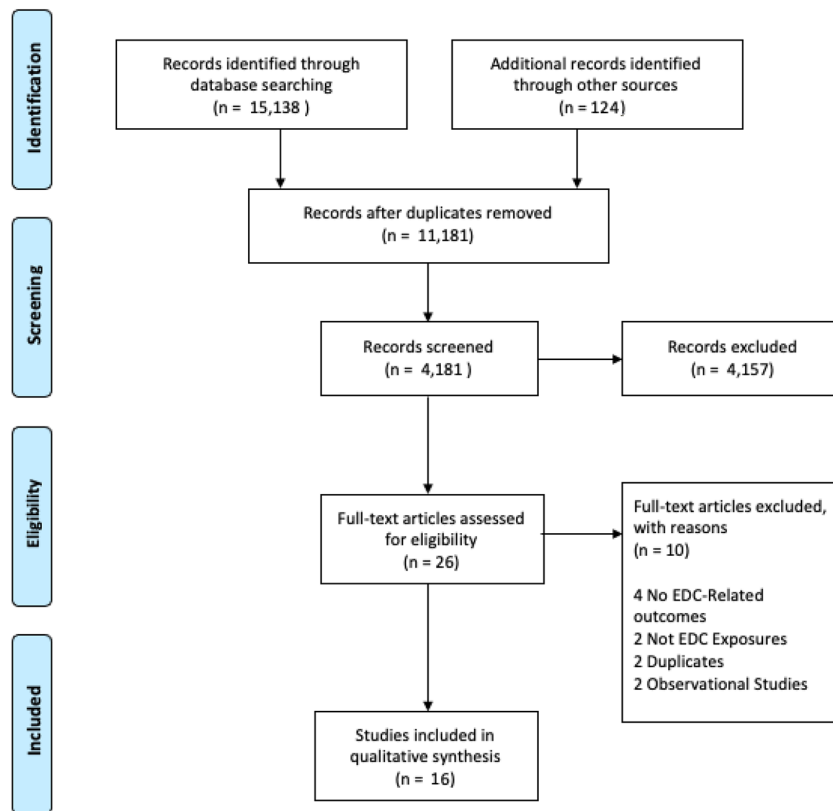 Identification
Records identified through
database searching
(n = 15,138 )
Additional records identified
through other sources
(n = 124)
Records after duplicates removed
(n = 11,181)
Screening
Records screened
(n = 4,181 )
Records excluded
(n = 4,157)
Eligibility
Full-text articles assessed
for eligibility
(n = 26)
Full-text articles excluded,
with reasons
(n = 10)
4 No EDC-Related
outcomes
2 Not EDC Exposures
2 Duplicates
2 Observational Studies
Included
Studies included in
qualitative synthesis
(n = 16)